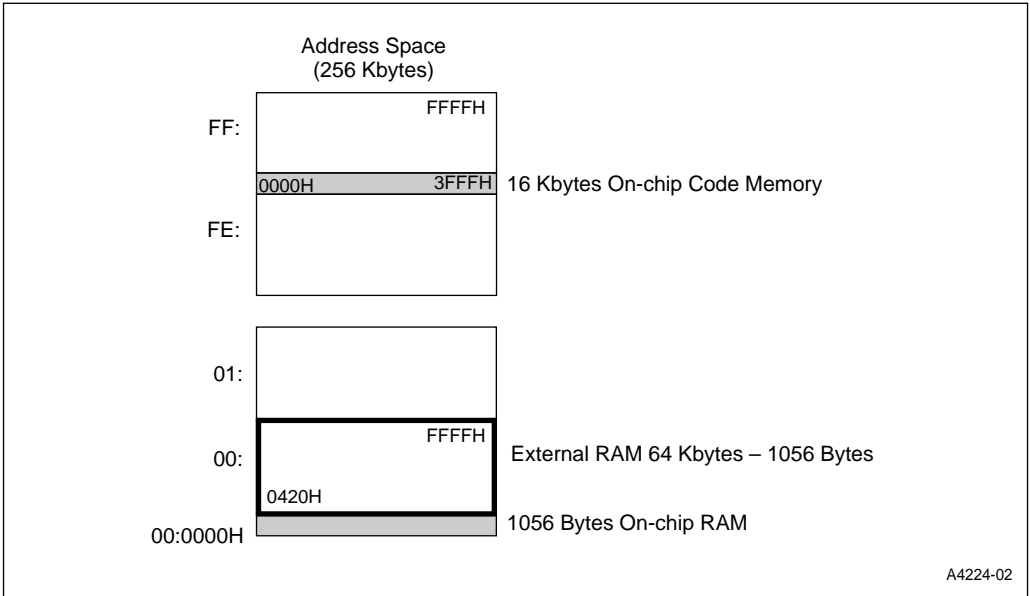 Address Space
(256 Kbytes)
FFFFH
FF:
0000H 3FFFH 16 Kbytes On-chip Code Memory
FE:
01:
FFFFH
00: External RAM 64 Kbytes – 1056 Bytes
0420H
1056 Bytes On-chip RAM
00:0000H
A4224-02